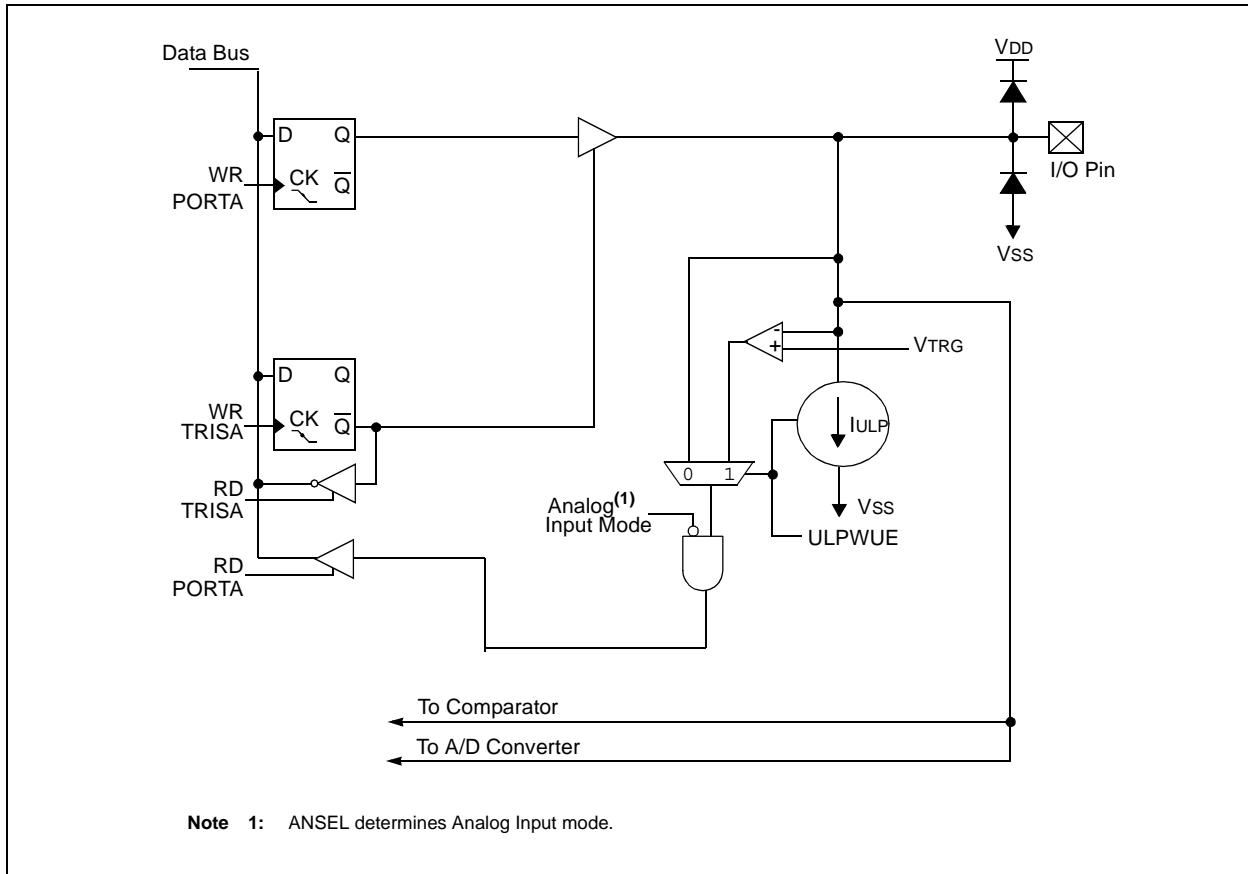 Data Bus
VDD
D Q
WR
PORTA
CK Q
I/O Pin
VSS
-
+
VTRG
D Q
WR
TRISA
CK Q
IULP
0 1
RD
TRISA
Analog(1)
Input Mode
VSS
ULPWUE
RD
PORTA
To Comparator
To A/D Converter
Note 1: ANSEL determines Analog Input mode.